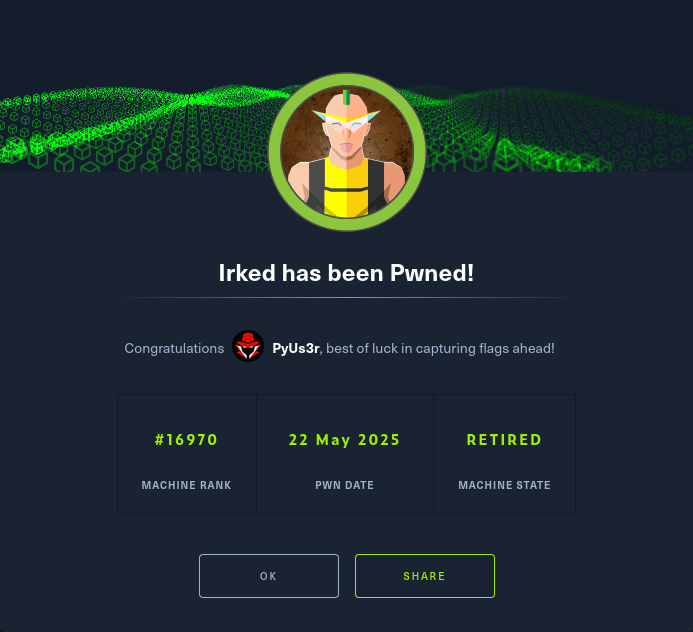 Irked has been Pwned!
Congratulations PyUs3r, best of luck in capturing flags ahead!
#16970 22 May 2025 RETIRED
MACHINE RANK PWN DATE MACHINE STATE
OK SHARE